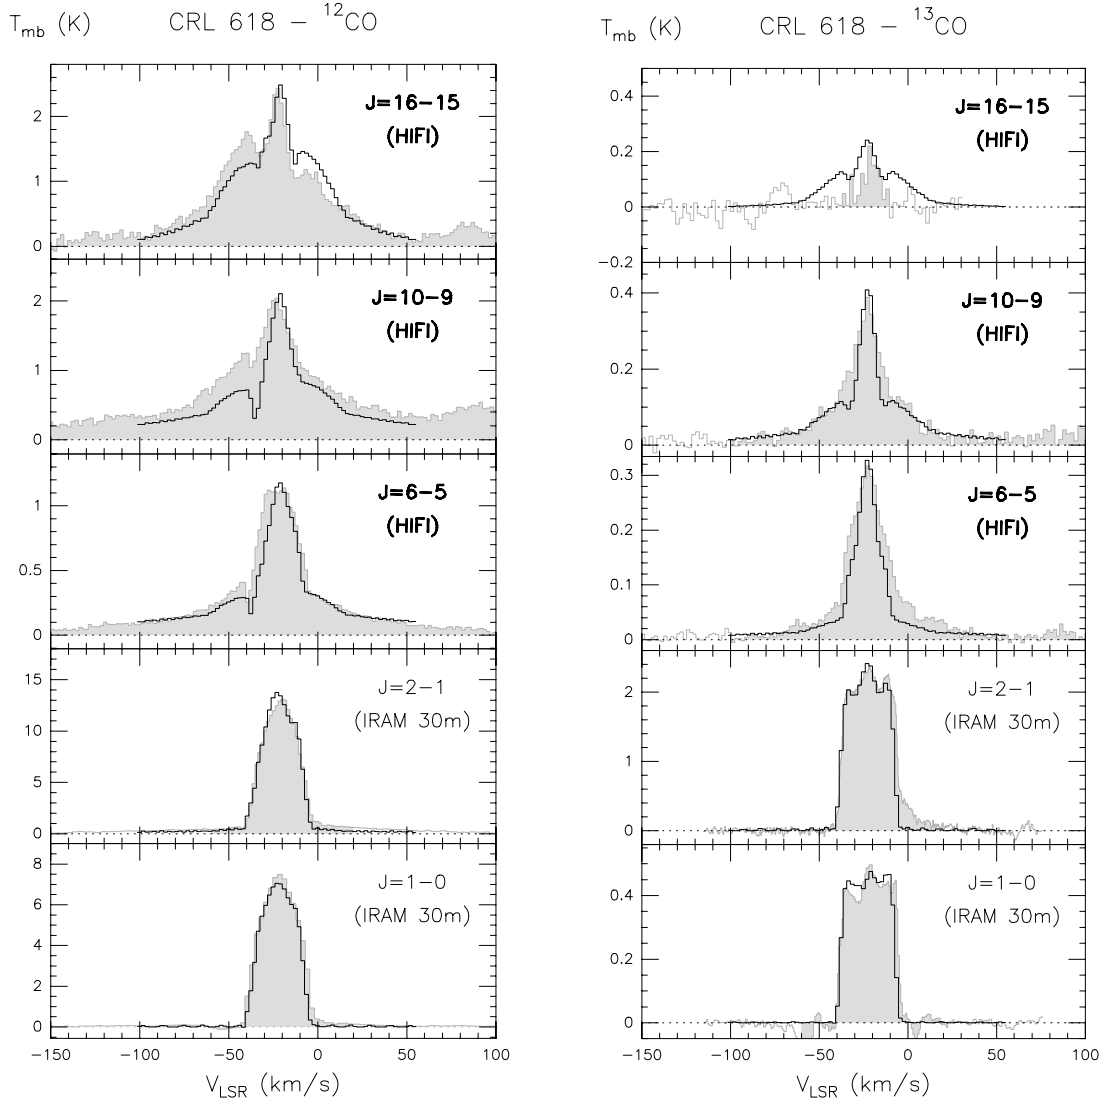 T_mb (K) CRL 618 – ¹²CO
J=16–15
(HIFI)
2
1
0
J=10–9
(HIFI)
2
1
0
J=6–5
(HIFI)
1
0.5
0
J=2–1
(IRAM 30m)
15
10
5
0
J=1–0
(IRAM 30m)
8
6
4
2
0
−150 −100 −50 0 50 100
V_LSR (km/s)
T_mb (K) CRL 618 – ¹³CO
J=16–15
(HIFI)
0.4
0.2
0
−0.2
J=10–9
(HIFI)
0.4
0.2
0
J=6–5
(HIFI)
0.3
0.2
0.1
0
J=2–1
(IRAM 30m)
2
1
0
J=1–0
(IRAM 30m)
0.4
0.2
0
−150 −100 −50 0 50 100
V_LSR (km/s)